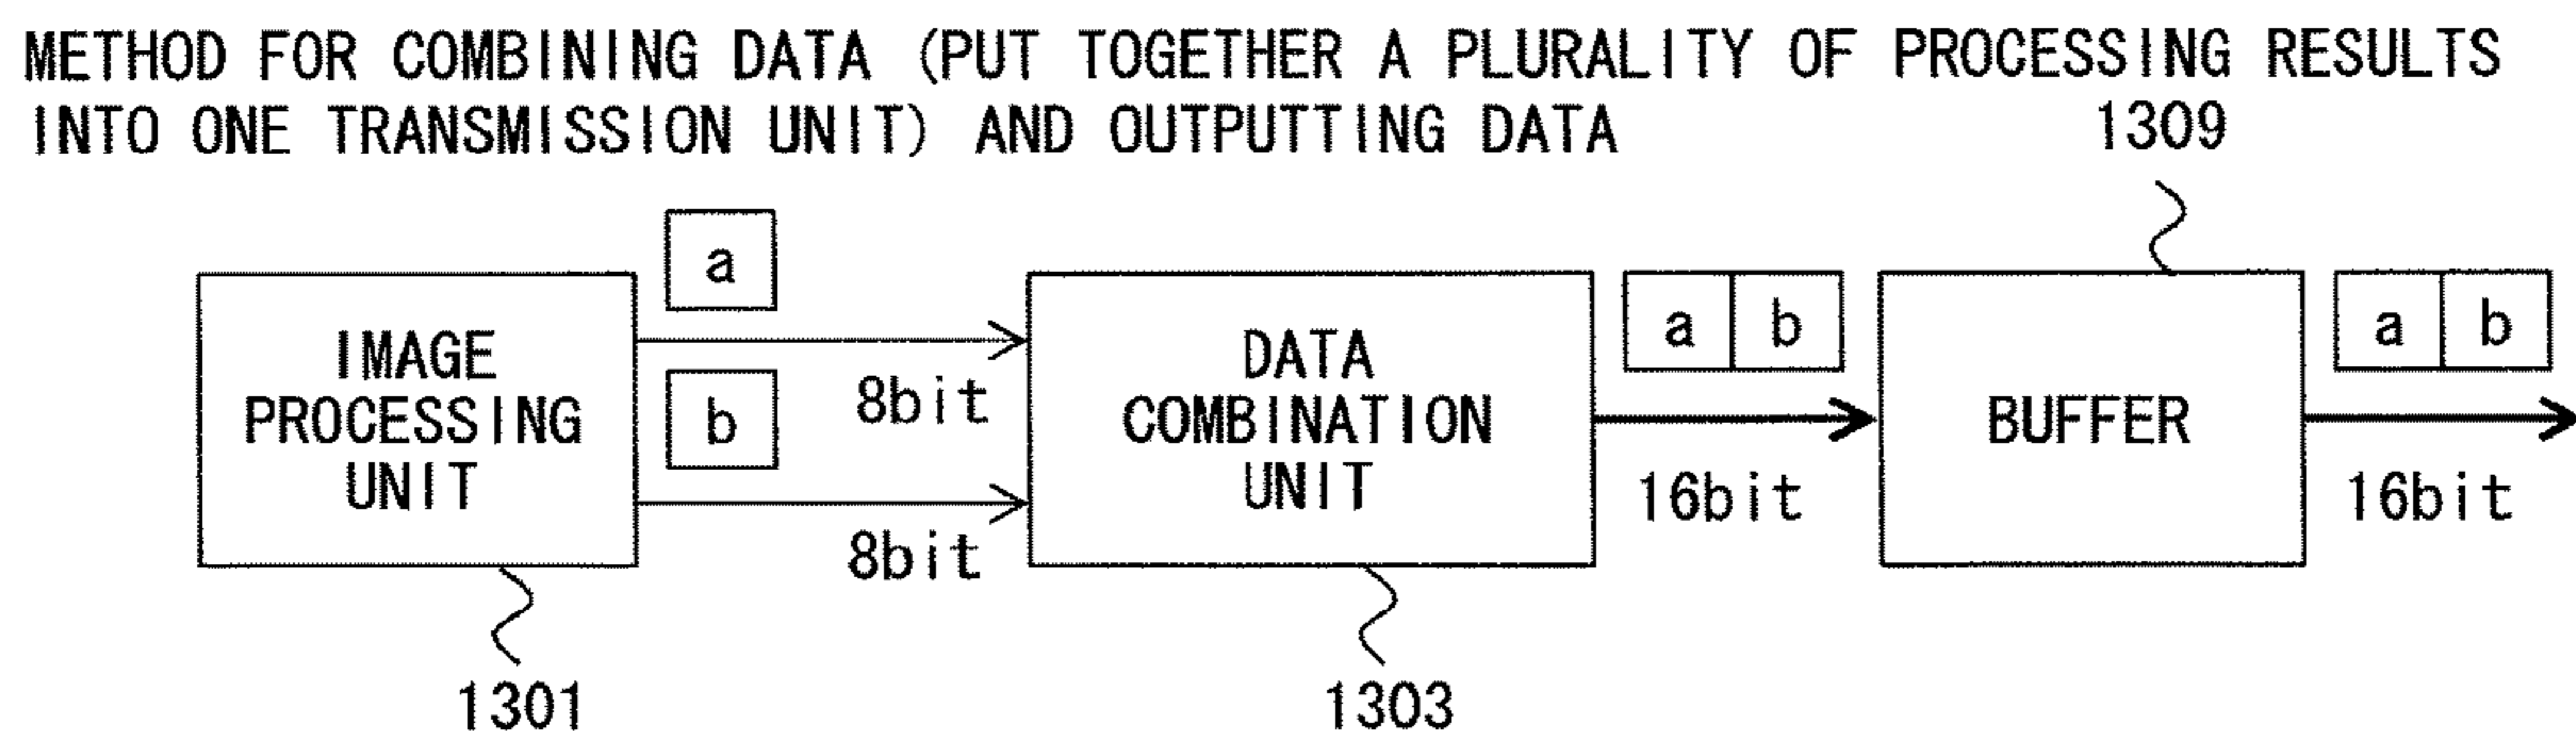 METHOD FOR COMBINING DATA (PUT TOGETHER A PLURALITY OF PROCESSING RESULTS
INTO ONE TRANSMISSION UNIT) AND OUTPUTTING DATA
1309
a
IMAGE
PROCESSING
UNIT
8bit
b
8bit
DATA
COMBINATION
UNIT
a b
16bit
BUFFER
a b
16bit
1301
1303